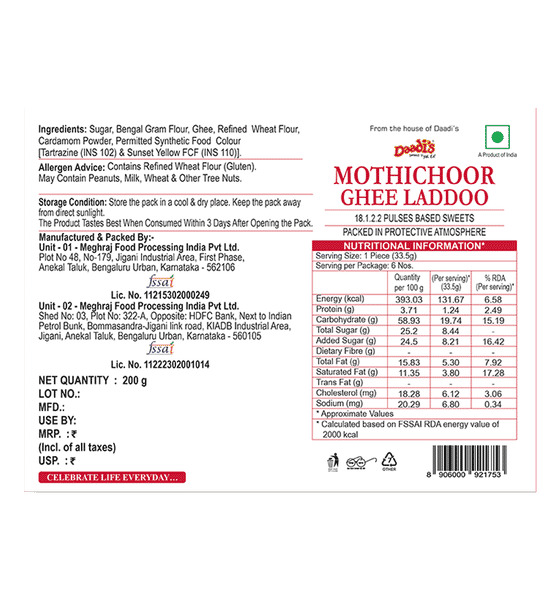 Ingredients: Sugar, Bengal Gram Flour, Ghee, Refined Wheat Flour,
Cardamom Powder, Permitted Synthetic Food Colour
[Tartrazine (INS 102) & Sunset Yellow FCF (INS 110)].
Allergen Advice: Contains Refined Wheat Flour (Gluten).
May Contain Peanuts, Milk, Wheat & Other Tree Nuts.
Storage Condition: Store the pack in a cool & dry place. Keep the pack away
from direct sunlight.
The Product Tastes Best When Consumed Within 3 Days After Opening the Pack.
Manufactured & Packed By:-
Unit - 01 - Meghraj Food Processing India Pvt Ltd.
Plot No 48, No-179, Jigani Industrial Area, First Phase,
Anekal Taluk, Bengaluru Urban, Karnataka - 562106
fssai
Lic. No. 11215302000249
Unit - 02 - Meghraj Food Processing India Pvt Ltd.
Shed No: 03, Plot No: 322-A, Opposite: HDFC Bank, Next to Indian
Petrol Bunk, Bommasandra-Jigani link road, KIADB Industrial Area,
Jigani, Anekal Taluk, Bengaluru Urban, Karnataka - 560105
fssai
Lic. No. 11222302001014
NET QUANTITY : 200 g
LOT NO.:
MFD.:
USE BY:
MRP. : ₹
(Incl. of all taxes)
USP. : ₹
CELEBRATE LIFE EVERYDAY...
From the house of Daadi's
Daadi's
A Product of India
MOTHICHOOR
GHEE LADDOO
18.1.2.2 PULSES BASED SWEETS
PACKED IN PROTECTIVE ATMOSPHERE
NUTRITIONAL INFORMATION*
Serving Size: 1 Piece (33.5g)
Serving per Package: 6 Nos.
Quantity per 100 g (Per serving)* (33.5g) % RDA (Per serving)*
Energy (kcal) 393.03 131.67 6.58
Protein (g) 3.71 1.24 2.49
Carbohydrate (g) 58.93 19.74 15.19
Total Sugar (g) 25.2 8.44 -
Added Sugar (g) 24.5 8.21 16.42
Dietary Fibre (g) - - -
Total Fat (g) 15.83 5.30 7.92
Saturated Fat (g) 11.35 3.80 17.28
Trans Fat (g) - - -
Cholesterol (mg) 18.28 6.12 3.06
Sodium (mg) 20.29 6.80 0.34
* Approximate Values
* Calculated based on FSSAI RDA energy value of
2000 kcal
7
OTHER
8 906000 921753